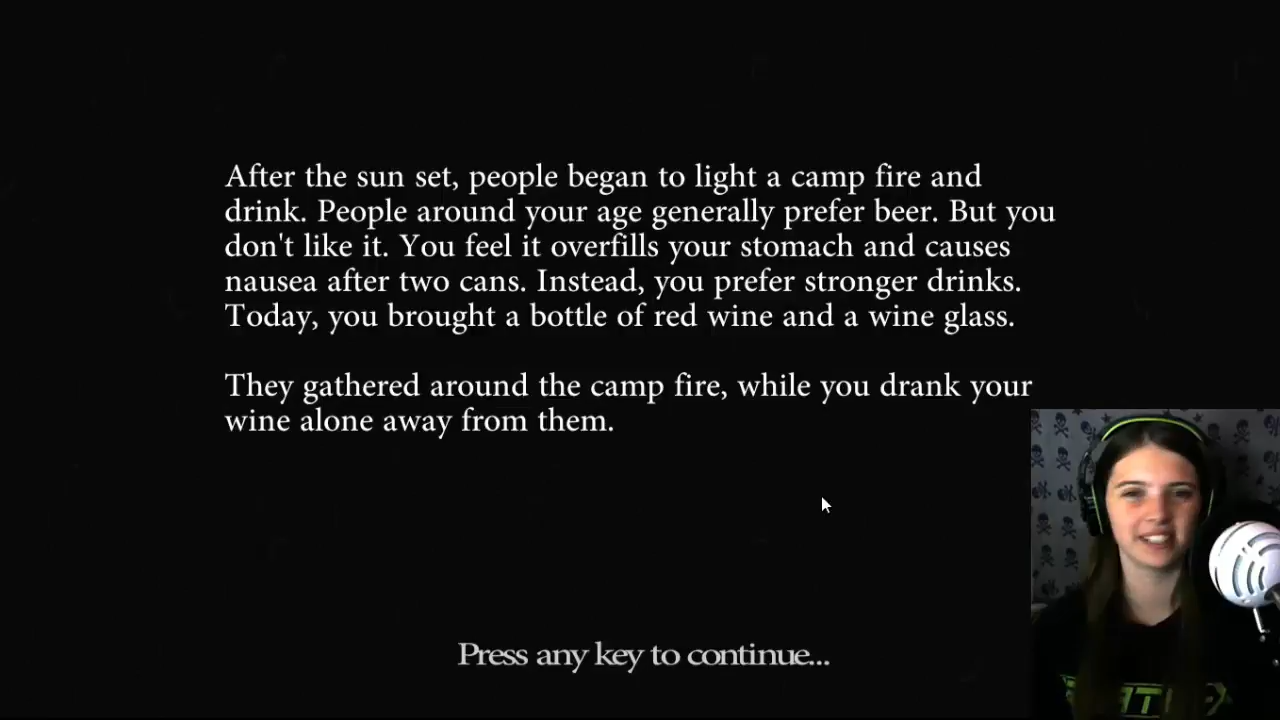 After the sun set, people began to light a camp fire and
drink. People around your age generally prefer beer. But you
don't like it. You feel it overfills your stomach and causes
nausea after two cans. Instead, you prefer stronger drinks.
Today, you brought a bottle of red wine and a wine glass.
They gathered around the camp fire, while you drank your
wine alone away from them.
Press any key to continue...